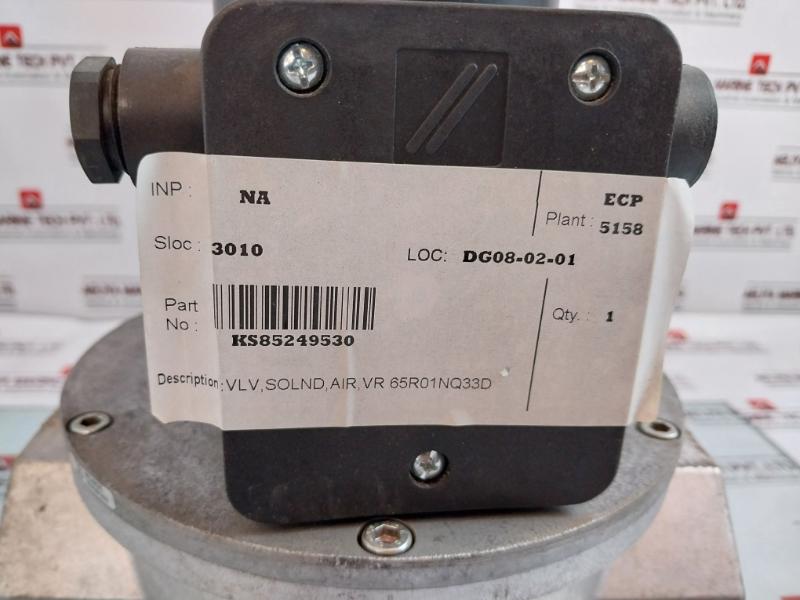 INP : NA ECP
Plant : 5158
Sloc : 3010 LOC: DG08-02-01
Part No :
KS85249530
Qty. : 1
Description:VLV,SOLND,AIR,VR 65R01NQ33D